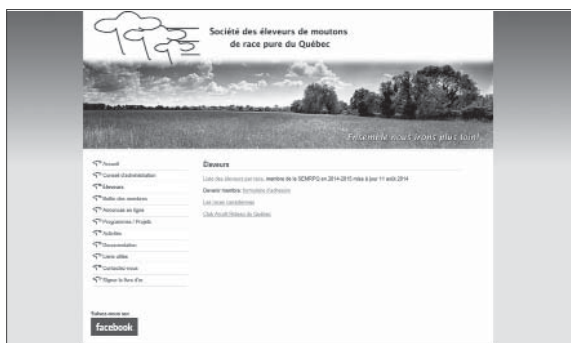 Société des éleveurs de moutons
de race pure du Québec
Ensemble nous irons plus loin!
Accueil
Conseil d'administration
Éleveurs
Bottin des membres
Annonces en ligne
Programmes / Projets
Activités
Documentation
Liens utiles
Contactez-nous
Signer le livre d'or
Éleveurs
Liste des éleveurs par race, membre de la SEMRPQ en 2014-2015 mise à jour 11 août 2014
Devenir membre: formulaire d'adhésion
Les races canadiennes
Club Arcott Rideau du Québec
Suivez-nous sur:
facebook